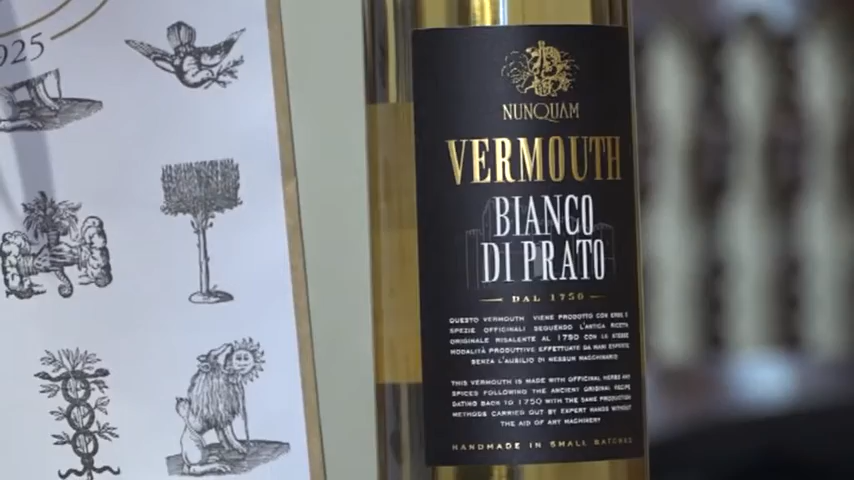 925
NUNQUAM
VERMOUTH
BIANCO
DI PRATO
DAL 1750
QUESTO VERMOUTH VIENE PRODOTTO CON ERBE E
SPEZIE OFFICINALI SEGUENDO L'ANTICA RICETTA
ORIGINALE RISALENTE AL 1750 CON LE STESSE
MODALITÀ PRODUTTIVE EFFETTUATE DA MANI ESPERTE
SENZA L'AUSILIO DI NESSUN MACCHINARIO
THIS VERMOUTH IS MADE WITH OFFICINAL HERBS AND
SPICES FOLLOWING THE ANCIENT ORIGINAL RECIPE
DATING BACK TO 1750 WITH THE SAME PRODUCTION
METHODS CARRIED OUT BY EXPERT HANDS WITHOUT
THE AID OF ANY MACHINERY
HANDMADE IN SMALL BATCHES